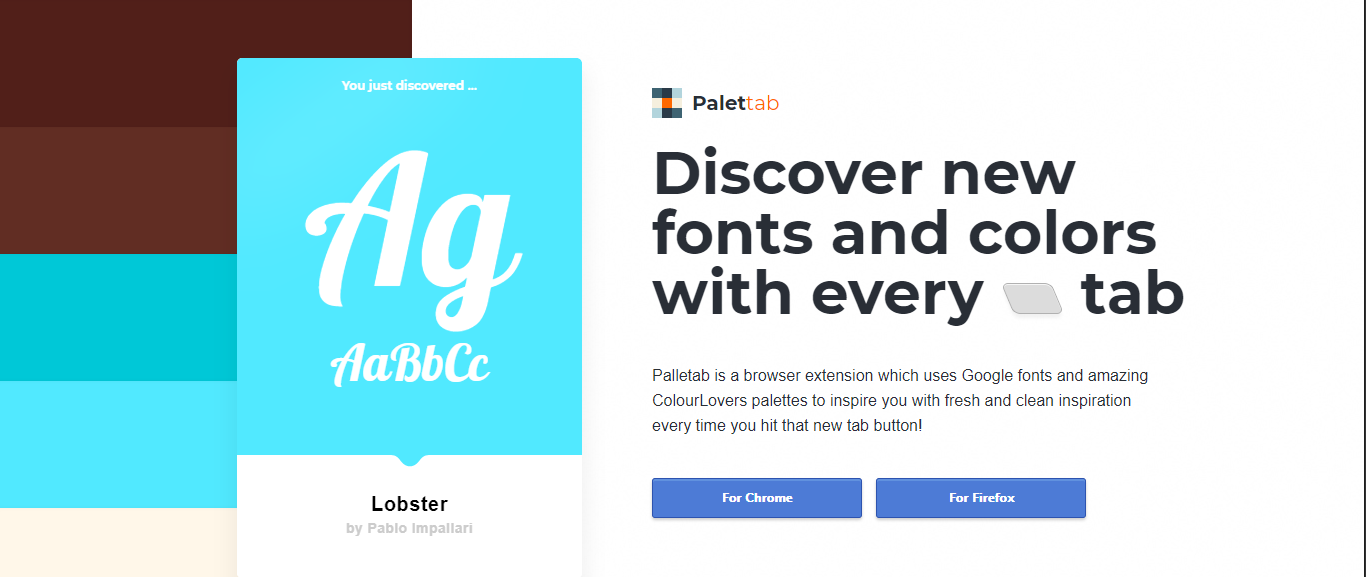 You just discovered ...
Ag
AaBbCc
Lobster
by Pablo Impallari
Palettab
Discover new
fonts and colors
with every tab
Palletab is a browser extension which uses Google fonts and amazing
ColourLovers palettes to inspire you with fresh and clean inspiration
every time you hit that new tab button!
For Chrome
For Firefox